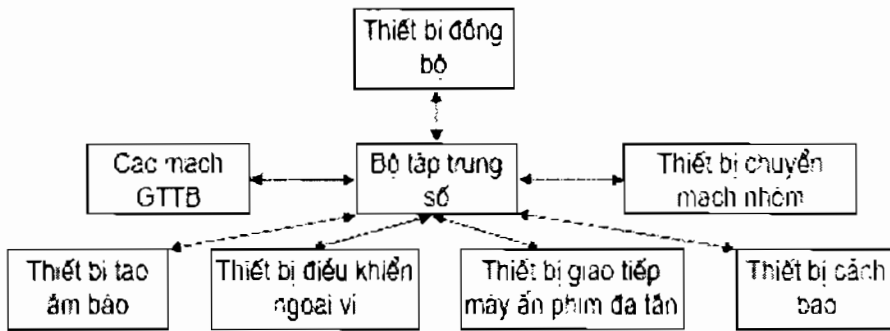 Thiết bị đồng
bộ
Các mạch
GTTB
Bộ tập trung
số
Thiết bị chuyển
mạch nhóm
Thiết bị tạo
âm báo
Thiết bị điều khiển
ngoại vi
Thiết bị giao tiếp
máy ấn phím đa tần
Thiết bị cảnh
báo